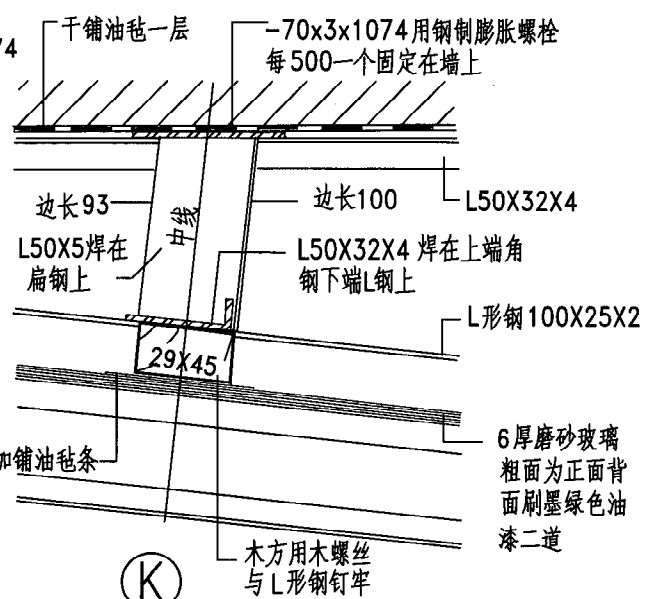 干铺油毡一层
-70x3x1074用钢制膨胀螺栓
每500一个固定在墙上
74
边长93
中线
边长100
L50X32X4
L50X5焊在
扁钢上
L50X32X4 焊在上端角
钢下端L钢上
L形钢100X25X2
29X45
加铺油毡条
6厚磨砂玻璃
粗面为正面背
面刷墨绿色油
漆二道
木方用木螺丝
与L形钢钉牢
K